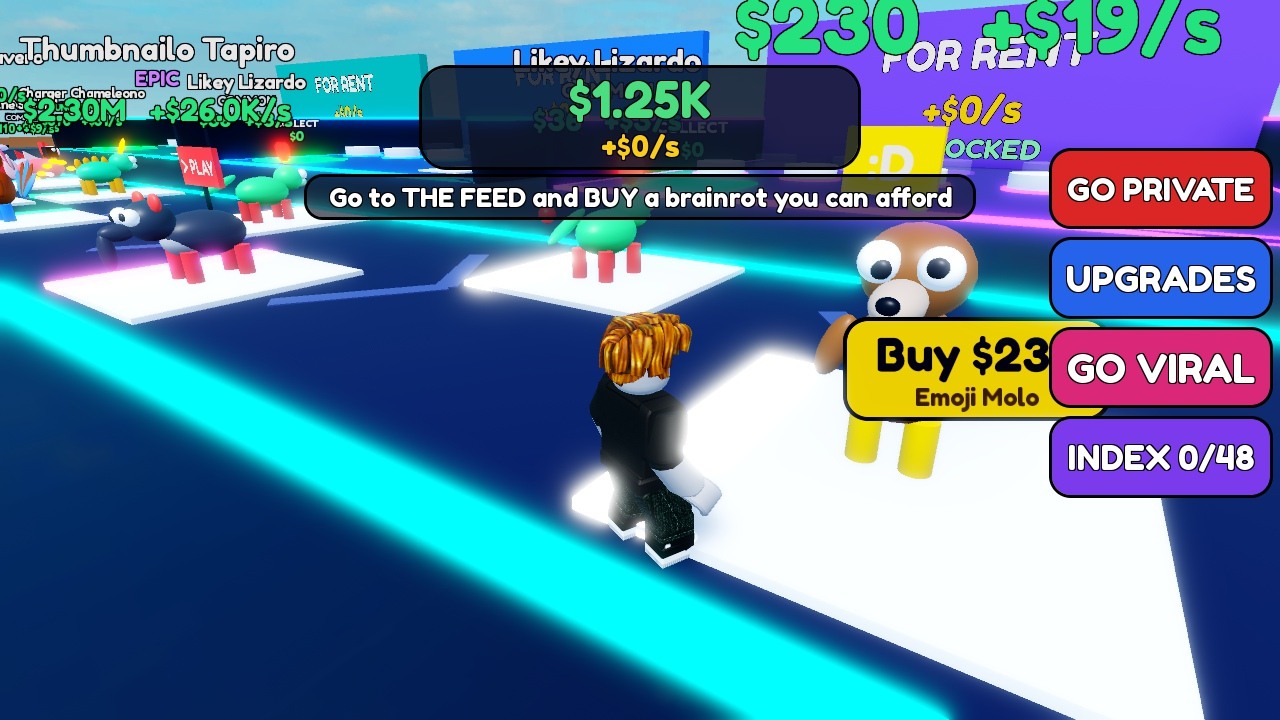 Thumbnailo Tapiro
EPIC
Likey Lizardo
$2.30M +$26.0K/s
PLAY
FOR RENT
+$0/s
Likey Lizardo
$1.25K
+$0/s
Go to THE FEED and BUY a brainrot you can afford
$230 +$19/s
FOR RENT
+$0/s
OCKED
:D
Buy $23
Emoji Molo
GO PRIVATE
UPGRADES
GO VIRAL
INDEX 0/48